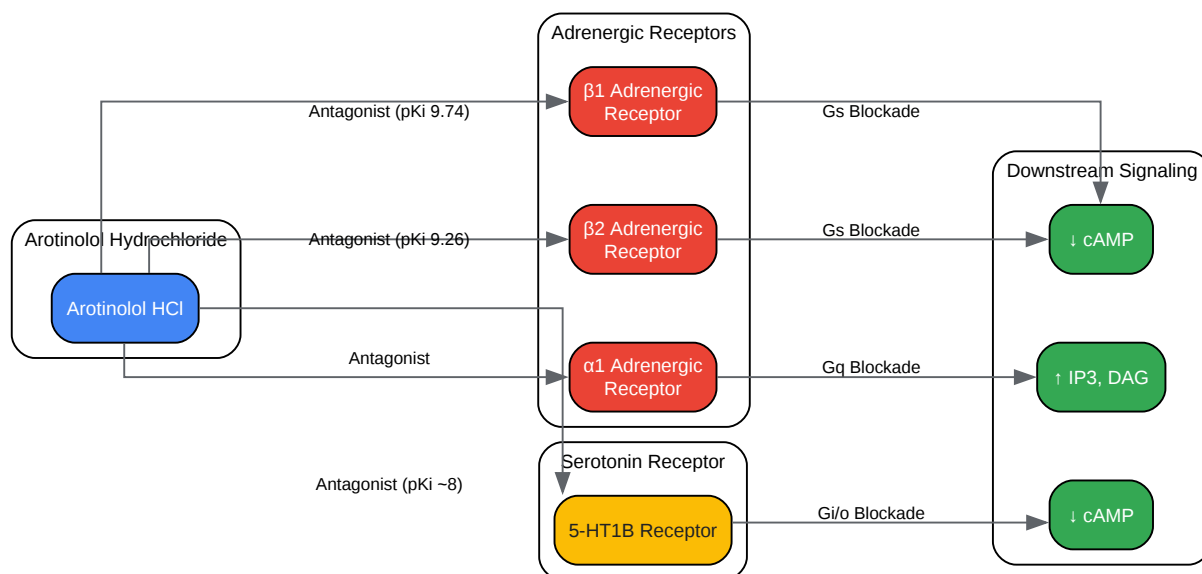 Adrenergic Receptors
β1 Adrenergic
Receptor
Antagonist (pKi 9.74)
Gs Blockade
Downstream Signaling
Arotinolol Hydrochloride
Antagonist (pKi 9.26)
β2 Adrenergic
Receptor
Gs Blockade
↓ cAMP
Arotinolol HCl
Antagonist
α1 Adrenergic
Receptor
Gq Blockade
↑ IP3, DAG
Serotonin Receptor
Antagonist (pKi ~8)
5-HT1B Receptor
Gi/o Blockade
↓ cAMP